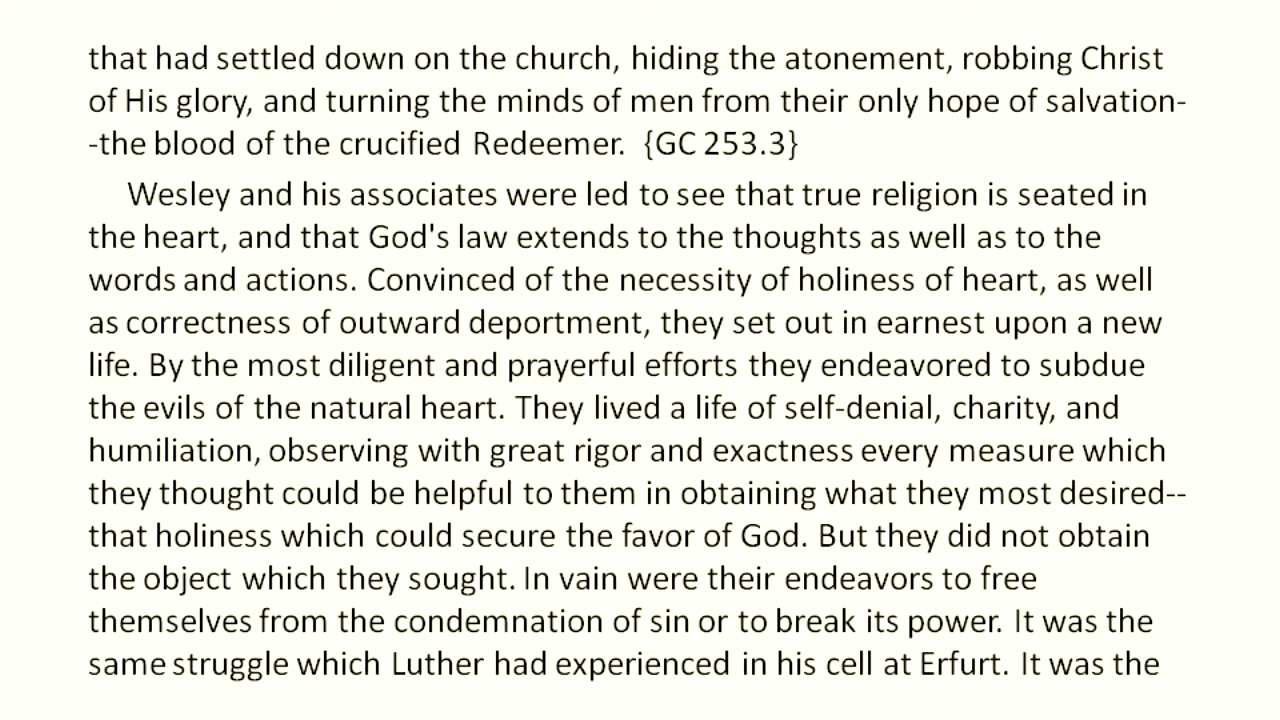 that had settled down on the church, hiding the atonement, robbing Christ
of His glory, and turning the minds of men from their only hope of salvation-
-the blood of the crucified Redeemer.  {GC 253.3}
Wesley and his associates were led to see that true religion is seated in
the heart, and that God's law extends to the thoughts as well as to the
words and actions. Convinced of the necessity of holiness of heart, as well
as correctness of outward deportment, they set out in earnest upon a new
life. By the most diligent and prayerful efforts they endeavored to subdue
the evils of the natural heart. They lived a life of self-denial, charity, and
humiliation, observing with great rigor and exactness every measure which
they thought could be helpful to them in obtaining what they most desired--
that holiness which could secure the favor of God. But they did not obtain
the object which they sought. In vain were their endeavors to free
themselves from the condemnation of sin or to break its power. It was the
same struggle which Luther had experienced in his cell at Erfurt. It was the